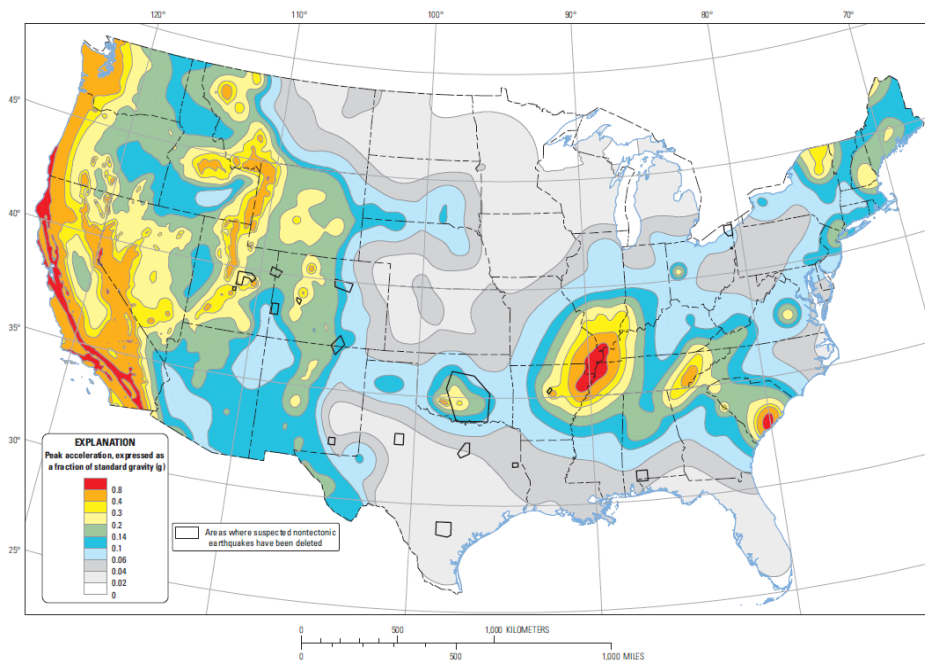 120° 110° 100° 90° 80° 70°
45°
40°
35°
30°
25°
EXPLANATION
Peak acceleration, expressed as
a fraction of standard gravity (g)
0.8
0.4
0.3
0.2
0.14
0.1
0.06
0.04
0.02
0
Areas where suspected nontectonic
earthquakes have been deleted
0 500 1,000 KILOMETERS
0 500 1,000 MILES